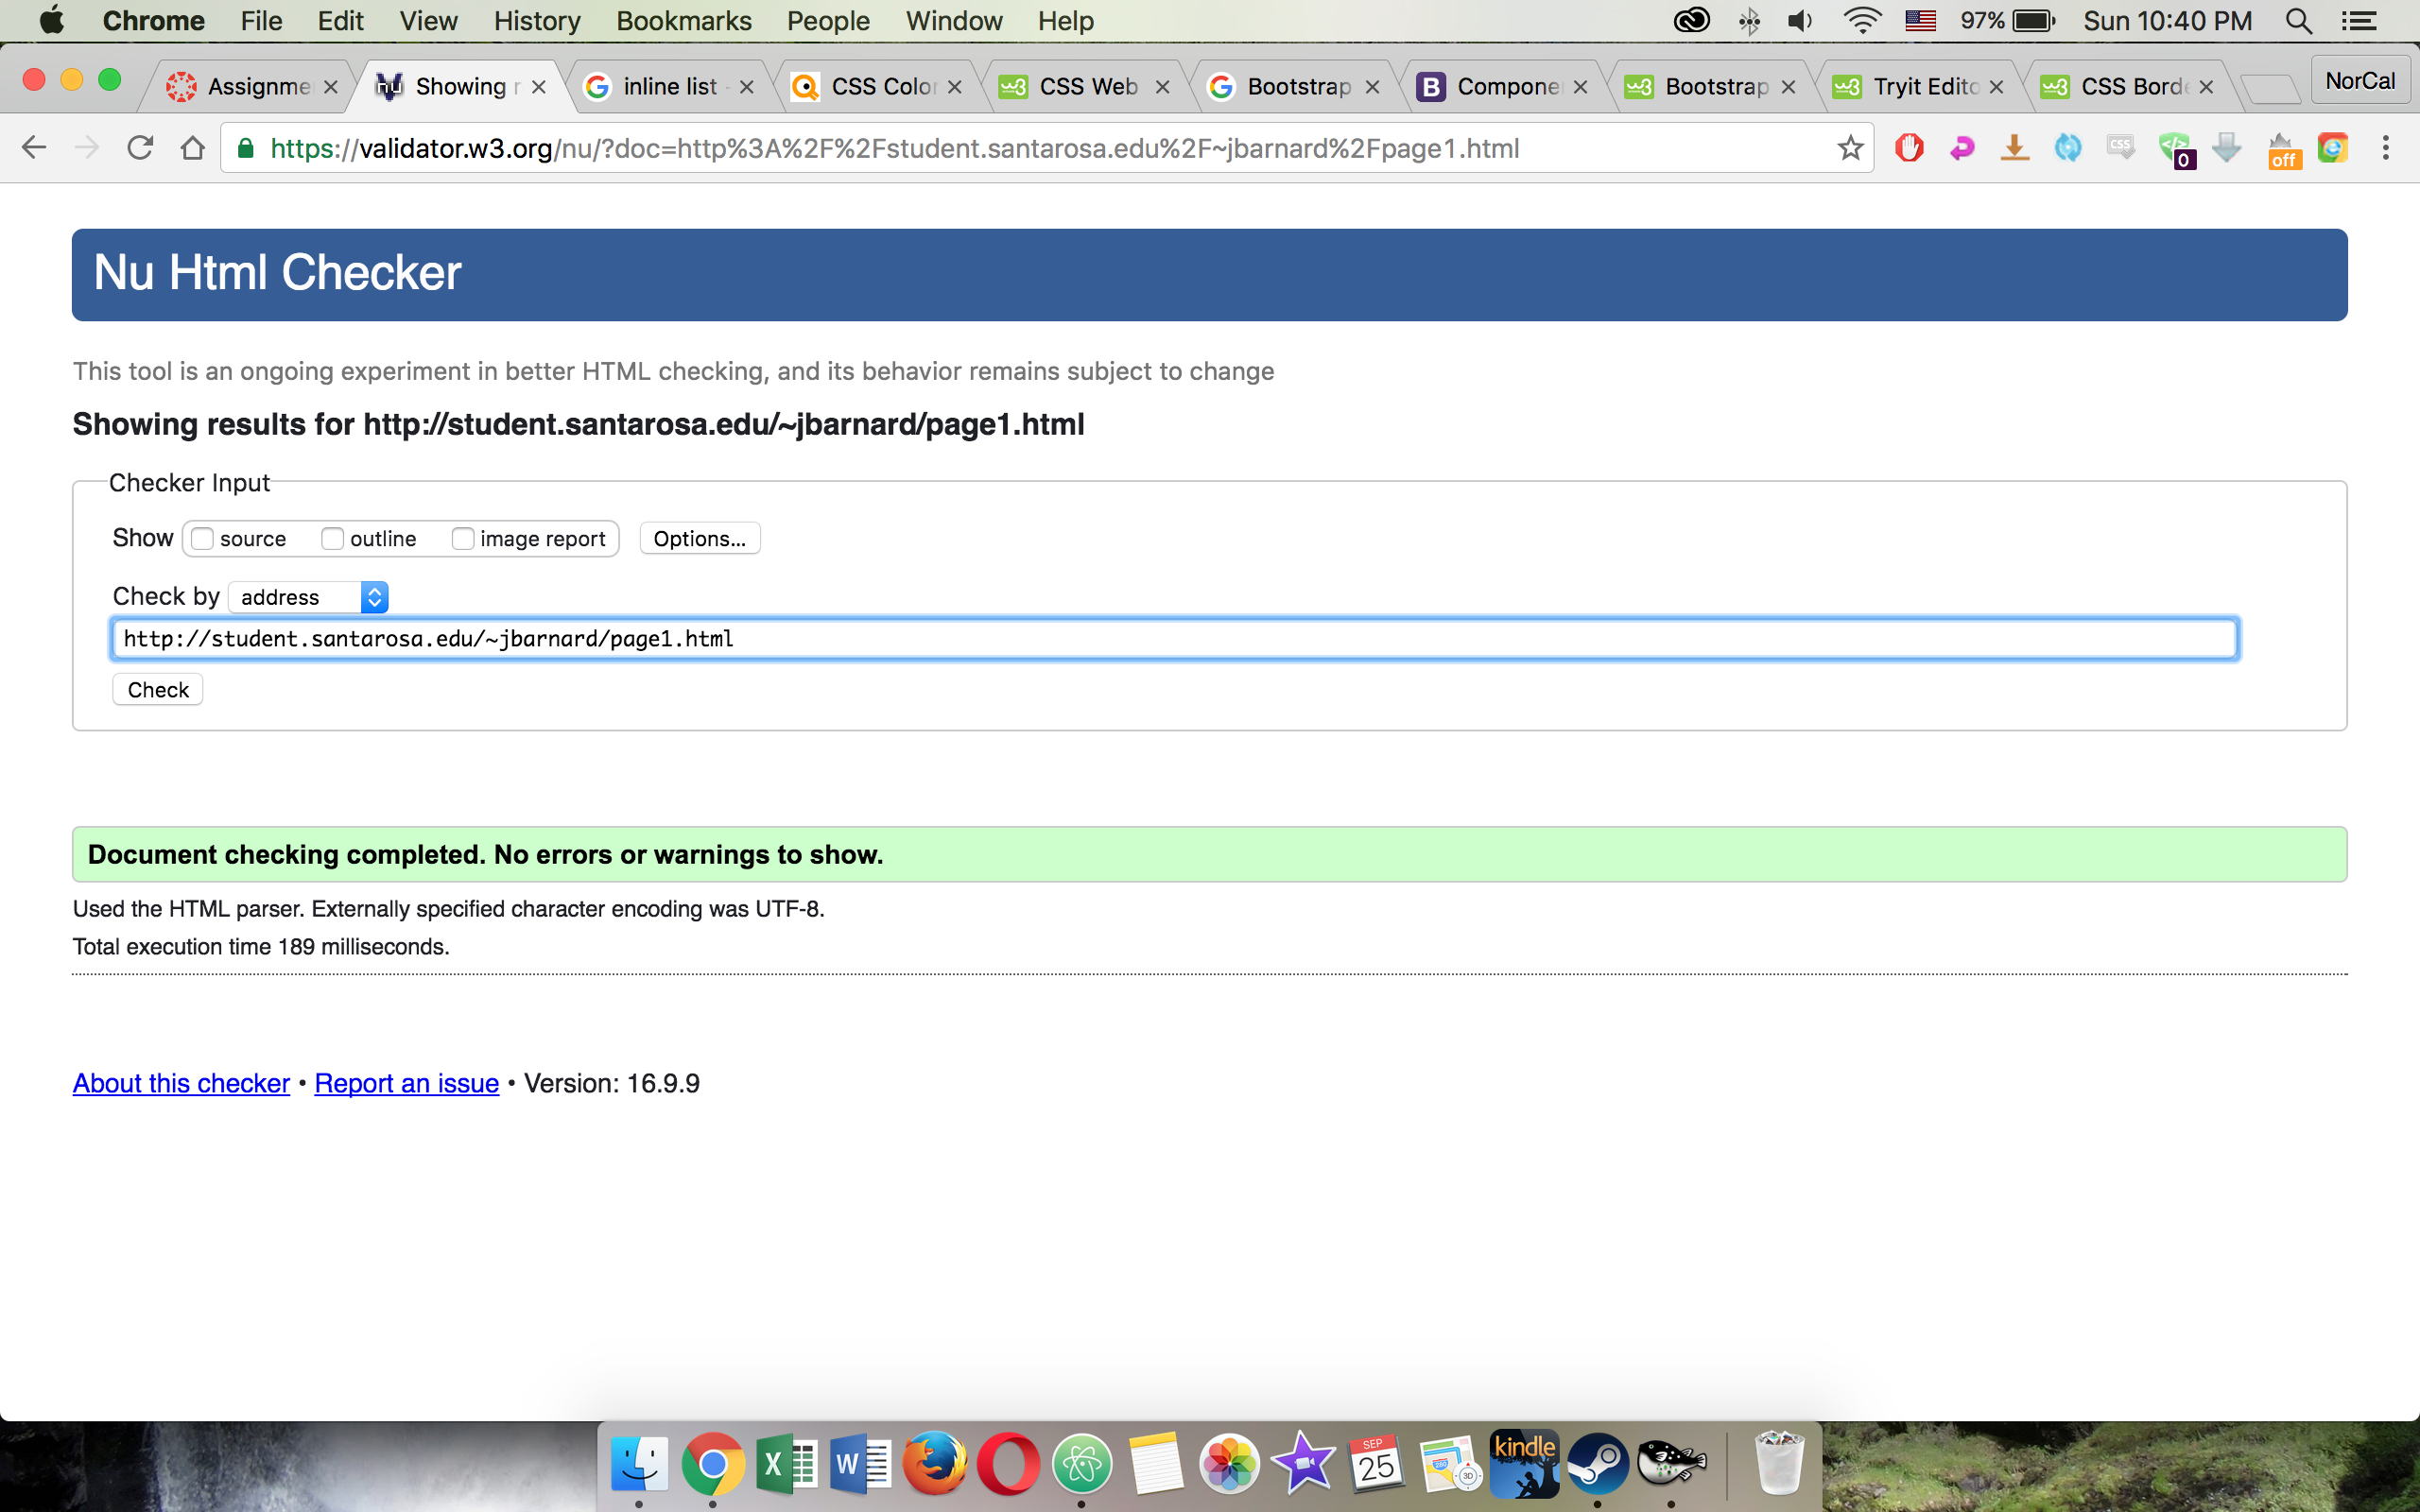 Chrome File Edit View History Bookmarks People Window Help 97% Sun 10:40 PM
Assignme Showing r inline list - CSS Color CSS Web Bootstrap Compone Bootstrap Tryit Edito CSS Borde NorCal
https://validator.w3.org/nu/?doc=http%3A%2F%2Fstudent.santarosa.edu%2F~jbarnard%2Fpage1.html
CSS 0 off
Nu Html Checker
This tool is an ongoing experiment in better HTML checking, and its behavior remains subject to change
Showing results for http://student.santarosa.edu/~jbarnard/page1.html
Checker Input
Show source outline image report Options...
Check by address
http://student.santarosa.edu/~jbarnard/page1.html
Check
Document checking completed. No errors or warnings to show.
Used the HTML parser. Externally specified character encoding was UTF-8.
Total execution time 189 milliseconds.
About this checker • Report an issue • Version: 16.9.9
SEP
25
280
3D
kindle